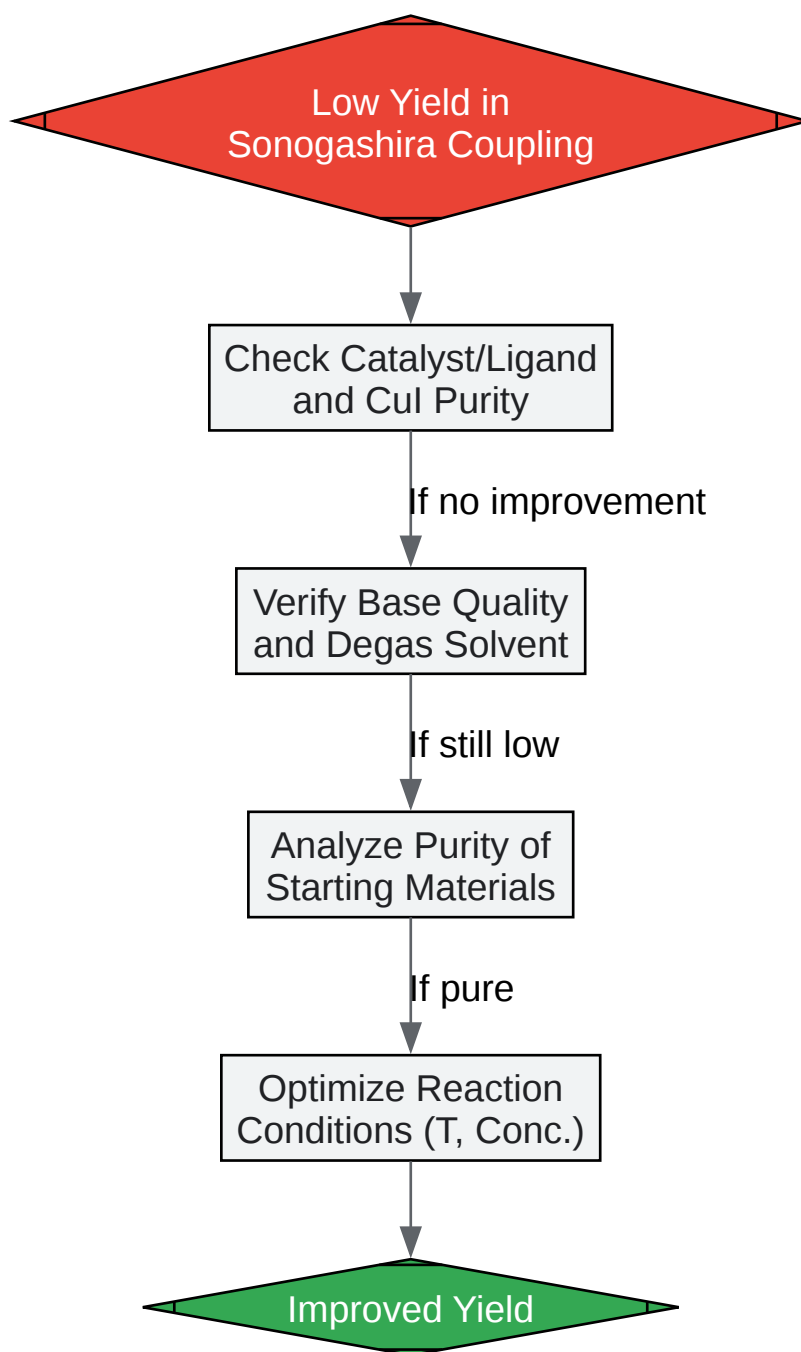 Low Yield in
Sonogashira Coupling
Check Catalyst/Ligand
and CuI Purity
If no improvement
Verify Base Quality
and Degas Solvent
If still low
Analyze Purity of
Starting Materials
If pure
Optimize Reaction
Conditions (T, Conc.)
Improved Yield